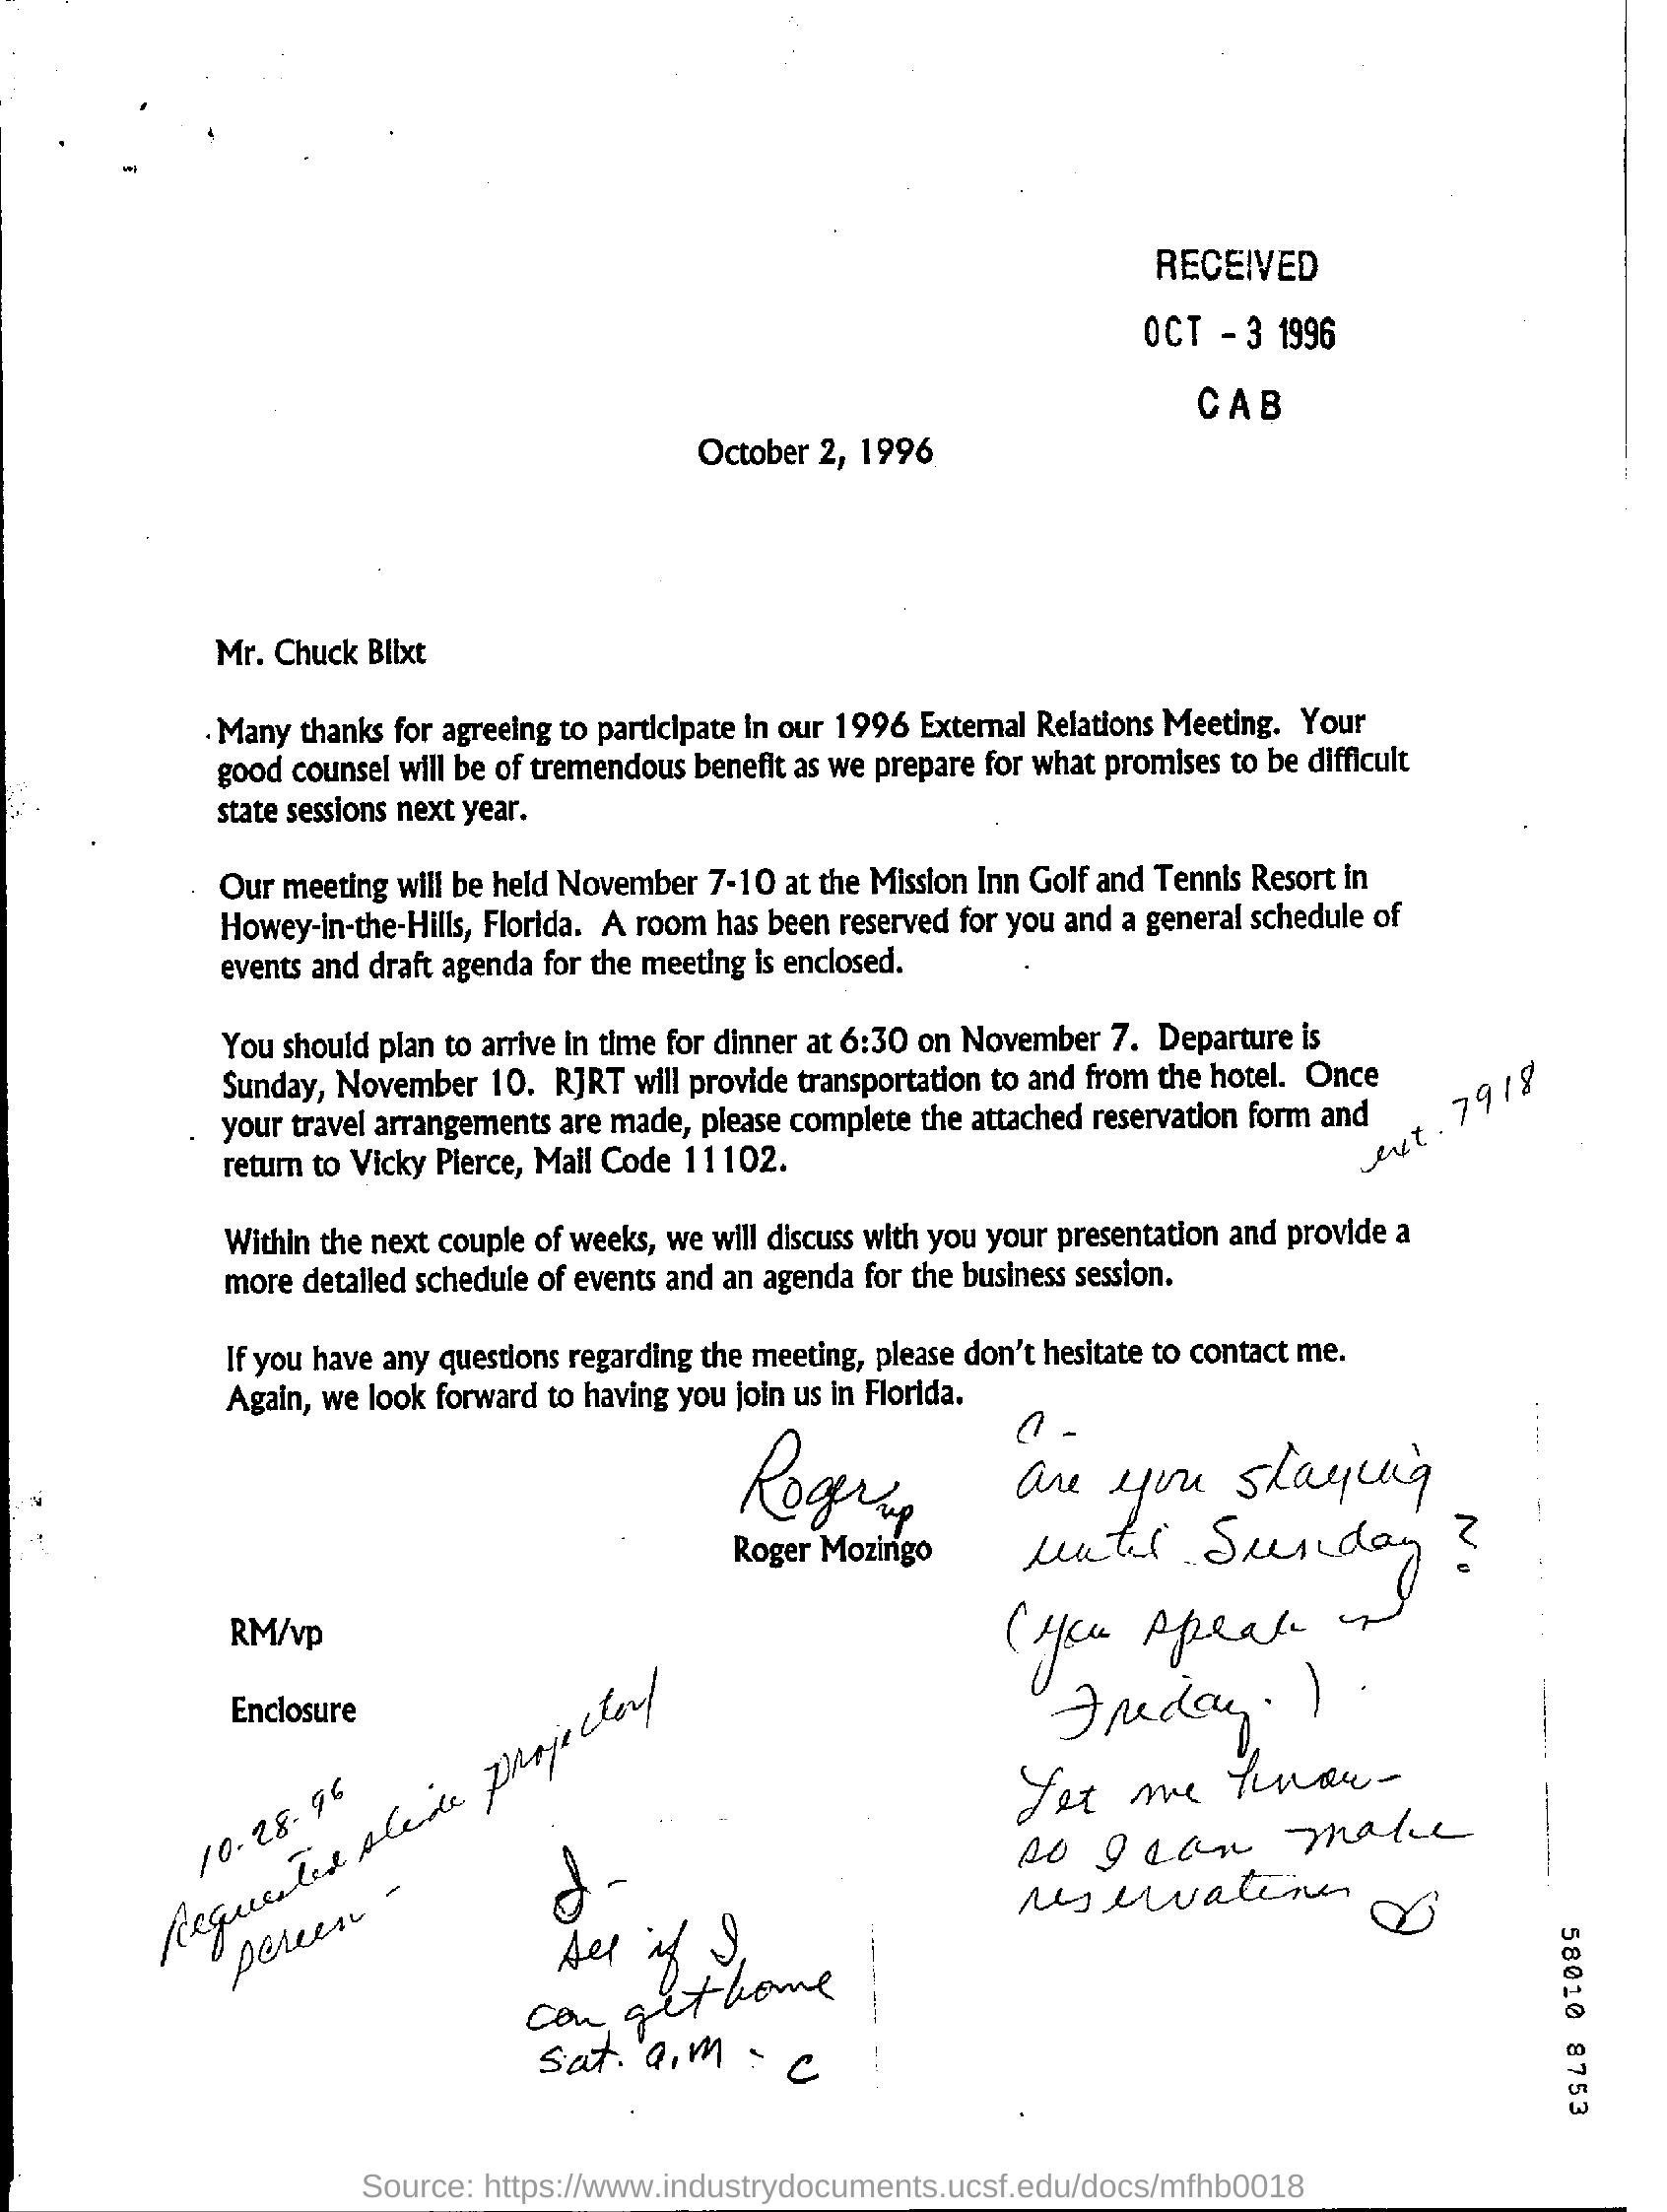 RECEIVED
OCT - 3 1996
CAB
October 2, 1996
Mr. Chuck Blixt
Many thanks for agreeing to participate in our 1996 External Relations Meeting. Your
good counsel will be of tremendous benefit as we prepare for what promises to be difficult
state sessions next year.
Our meeting will be held November 7-10 at the Mission Inn Golf and Tennis Resort in
Howey-in-the-Hills, Florida. A room has been reserved for you and a general schedule of
events and draft agenda for the meeting is enclosed.
You should plan to arrive in time for dinner at 6:30 on November 7. Departure is
Sunday, November 10. RJRT will provide transportation to and from the hotel. Once
your travel arrangements are made, please complete the attached reservation form and
return to Vicky Pierce, Mail Code 11102.
ext. 7918
Within the next couple of weeks, we will discuss with you your presentation and provide a
more detailed schedule of events and an agenda for the business session.
If you have any questions regarding the meeting, please don't hesitate to contact me.
Again, we look forward to having you join us in Florida.
Roger vp
Roger Mozingo
C -
are you staying
until Sunday?
(you speak on
Friday.)
Let me know -
so I can make
reservations
RM/vp
Enclosure
10-28-96
Requested slide projector/
screen -
J -
See if I
can get home
Sat. a.m. - C
58010 8753
Source: https://www.industrydocuments.ucsf.edu/docs/mfhb0018